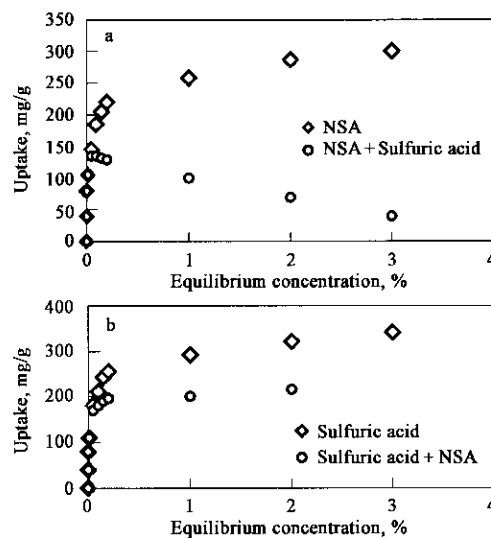 a
350
300
250
200
150
100
50
0
Uptake, mg/g
NSA
NSA + Sulfuric acid
0 1 2 3 4
Equilibrium concentration, %
b
400
300
200
100
0
Uptake, mg/g
Sulfuric acid
Sulfuric acid + NSA
0 1 2 3 4
Equilibrium concentration, %